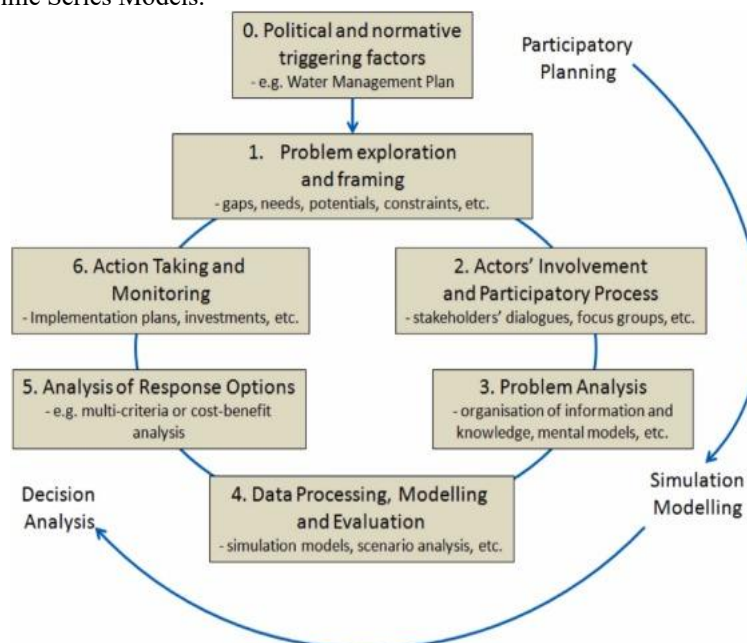 0. Political and normative
triggering factors
- e.g. Water Management Plan
Participatory
Planning
1. Problem exploration
and framing
- gaps, needs, potentials, constraints, etc.
6. Action Taking and
Monitoring
- Implementation plans, investments, etc.
2. Actors' Involvement
and Participatory Process
- stakeholders' dialogues, focus groups, etc.
5. Analysis of Response Options
- e.g. multi-criteria or cost-benefit
analysis
3. Problem Analysis
- organisation of information and
knowledge, mental models, etc.
4. Data Processing, Modelling
and Evaluation
- simulation models, scenario analysis, etc.
Simulation
Modelling
Decision
Analysis